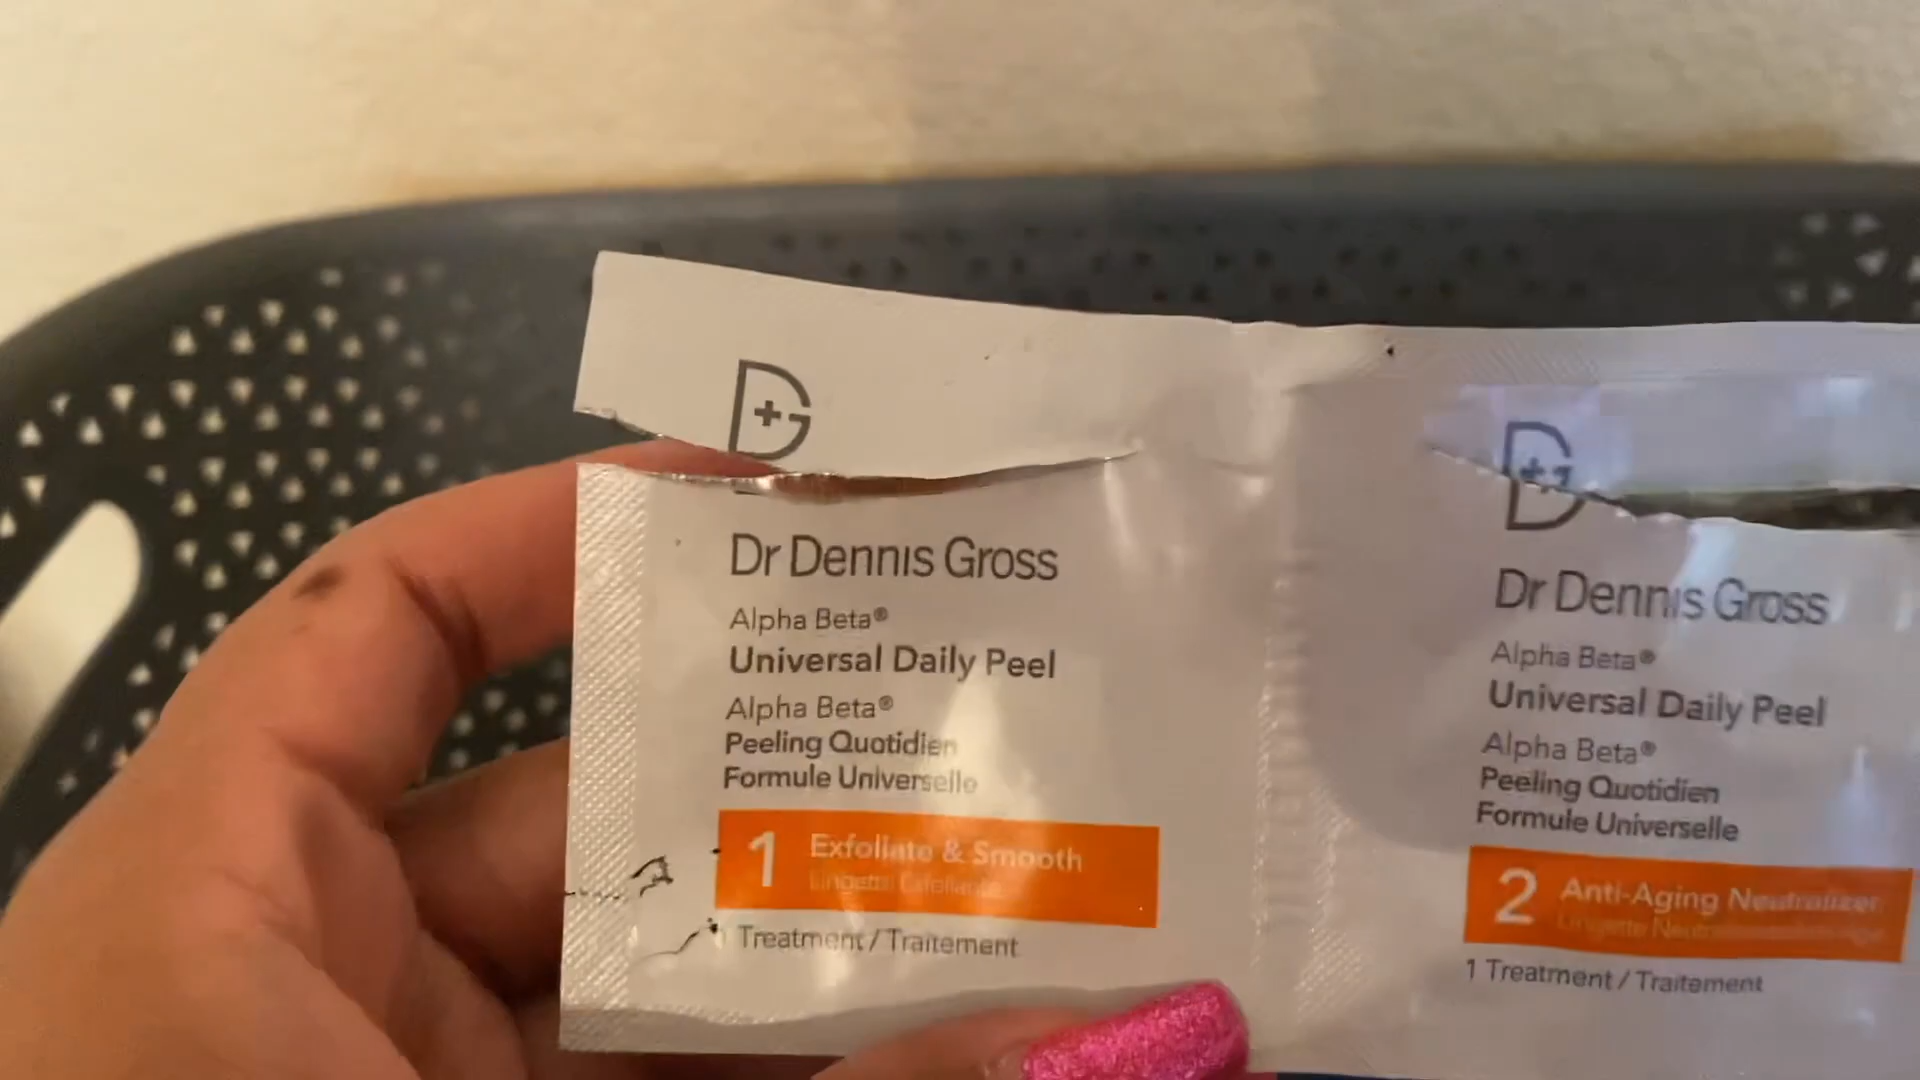 Dr Dennis Gross
Alpha Beta®
Universal Daily Peel
Alpha Beta®
Peeling Quotidien
Formule Universelle
1 Exfoliate & Smooth
Treatment / Traitement
Dr Dennis Gross
Alpha Beta®
Universal Daily Peel
Alpha Beta®
Peeling Quotidien
Formule Universelle
2 Anti-Aging Neutralizer
1 Treatment / Traitement